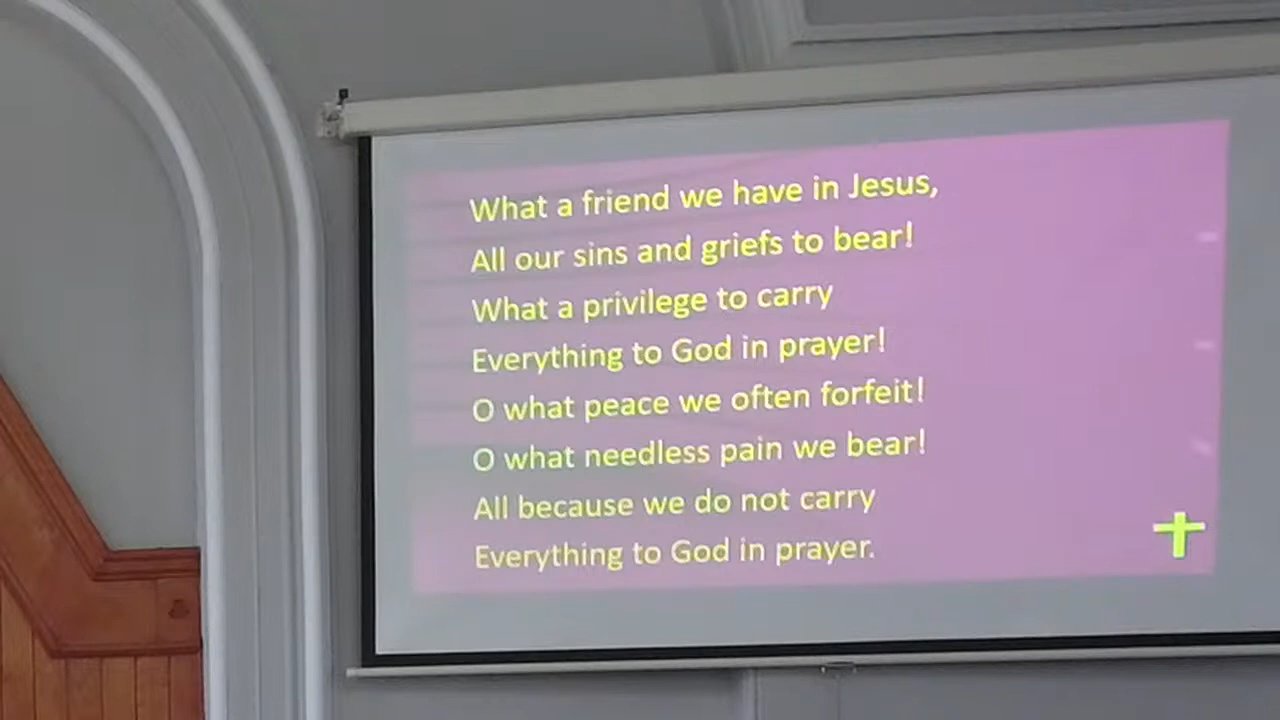 What a friend we have in Jesus,
All our sins and griefs to bear!
What a privilege to carry
Everything to God in prayer!
O what peace we often forfeit!
O what needless pain we bear!
All because we do not carry
Everything to God in prayer.